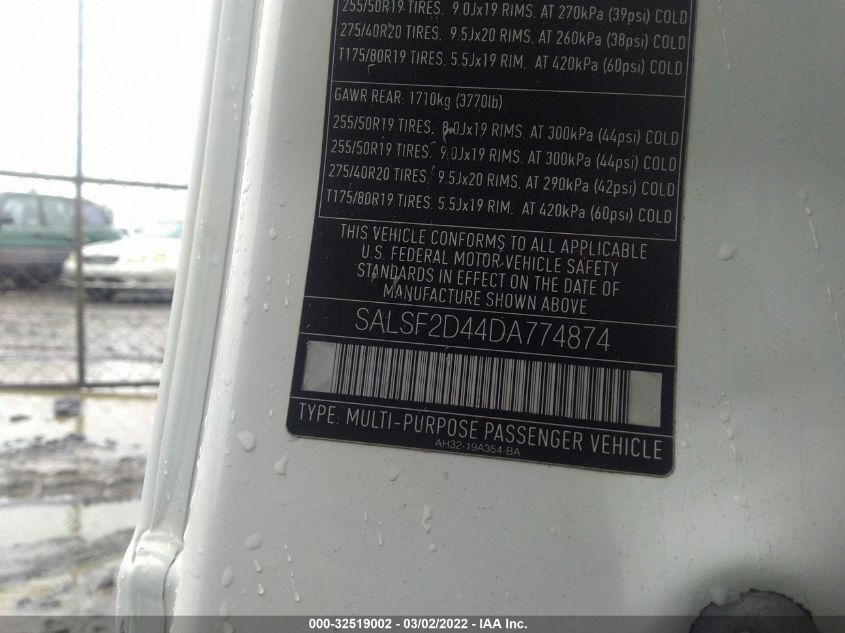 255/50R19 TIRES. 9.0Jx19 RIMS. AT 270kPa (39psi) COLD
275/40R20 TIRES. 9.5Jx20 RIMS. AT 260kPa (38psi) COLD
T175/80R19 TIRES. 5.5Jx19 RIM. AT 420kPa (60psi) COLD
GAWR REAR: 1710kg (3770lb)
255/50R19 TIRES. 8.0Jx19 RIMS. AT 300kPa (44psi) COLD
255/50R19 TIRES. 9.0Jx19 RIMS. AT 300kPa (44psi) COLD
275/40R20 TIRES. 9.5Jx20 RIMS. AT 290kPa (42psi) COLD
T175/80R19 TIRES. 5.5Jx19 RIM. AT 420kPa (60psi) COLD
THIS VEHICLE CONFORMS TO ALL APPLICABLE
U.S. FEDERAL MOTOR VEHICLE SAFETY
STANDARDS IN EFFECT ON THE DATE OF
MANUFACTURE SHOWN ABOVE
SALSF2D44DA774874
TYPE: MULTI-PURPOSE PASSENGER VEHICLE
AH32-19A354-BA
000-32519002 - 03/02/2022 - IAA Inc.